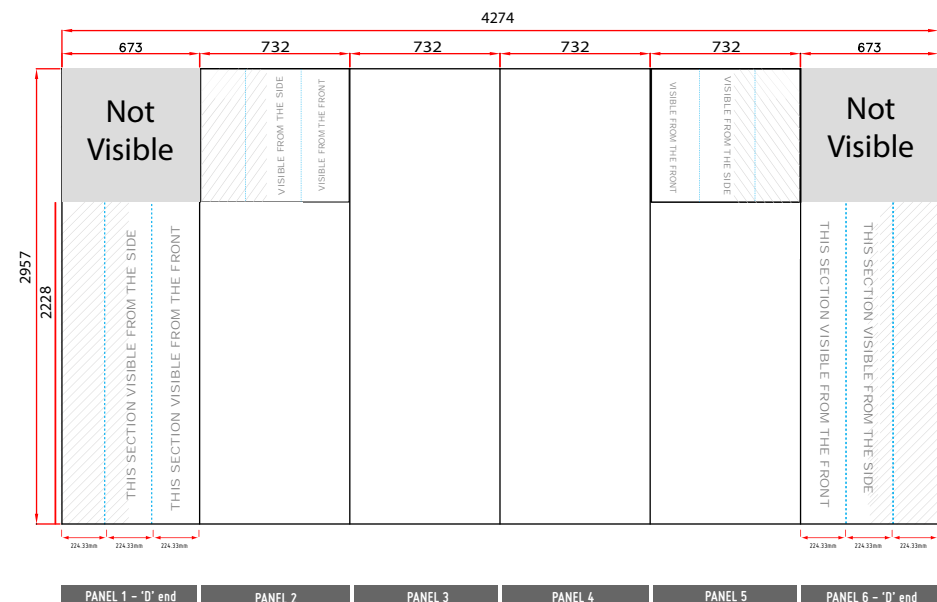 4274
673
732
732
732
732
673
Not
Visible
VISIBLE FROM THE SIDE
VISIBLE FROM THE FRONT
VISIBLE FROM THE FRONT
VISIBLE FROM THE SIDE
Not
Visible
2957
2228
THIS SECTION VISIBLE FROM THE SIDE
THIS SECTION VISIBLE FROM THE FRONT
THIS SECTION VISIBLE FROM THE FRONT
THIS SECTION VISIBLE FROM THE SIDE
224.33mm
224.33mm
224.33mm
224.33mm
224.33mm
224.33mm
PANEL 1 – 'D' end
PANEL 2
PANEL 3
PANEL 4
PANEL 5
PANEL 6 – 'D' end